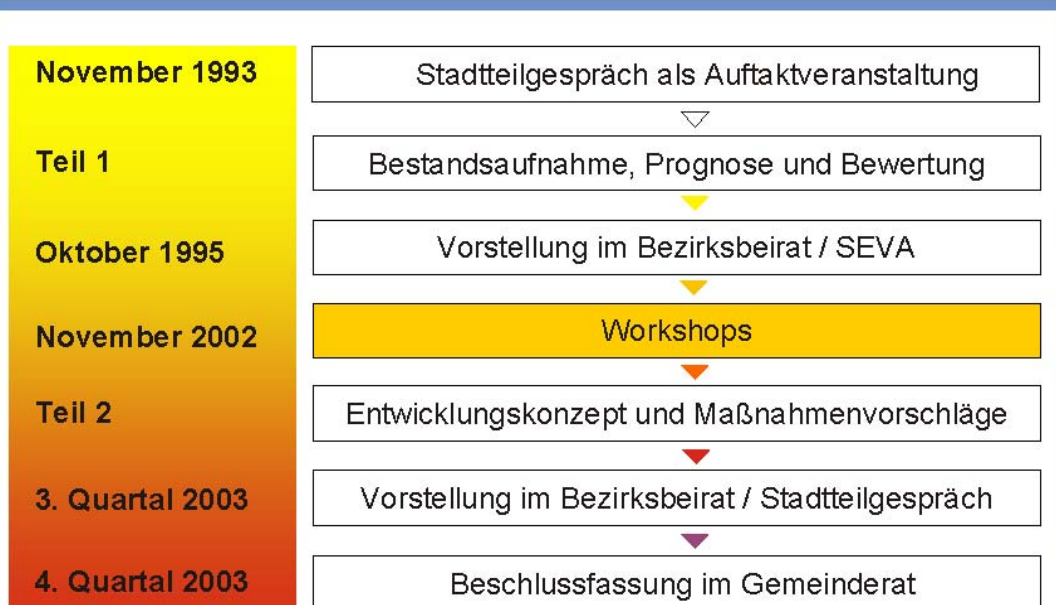 November 1993
Stadtteilgespräch als Auftaktveranstaltung
Teil 1
Bestandsaufnahme, Prognose und Bewertung
Oktober 1995
Vorstellung im Bezirksbeirat / SEVA
November 2002
Workshops
Teil 2
Entwicklungskonzept und Maßnahmenvorschläge
3. Quartal 2003
Vorstellung im Bezirksbeirat / Stadtteilgespräch
4. Quartal 2003
Beschlussfassung im Gemeinderat